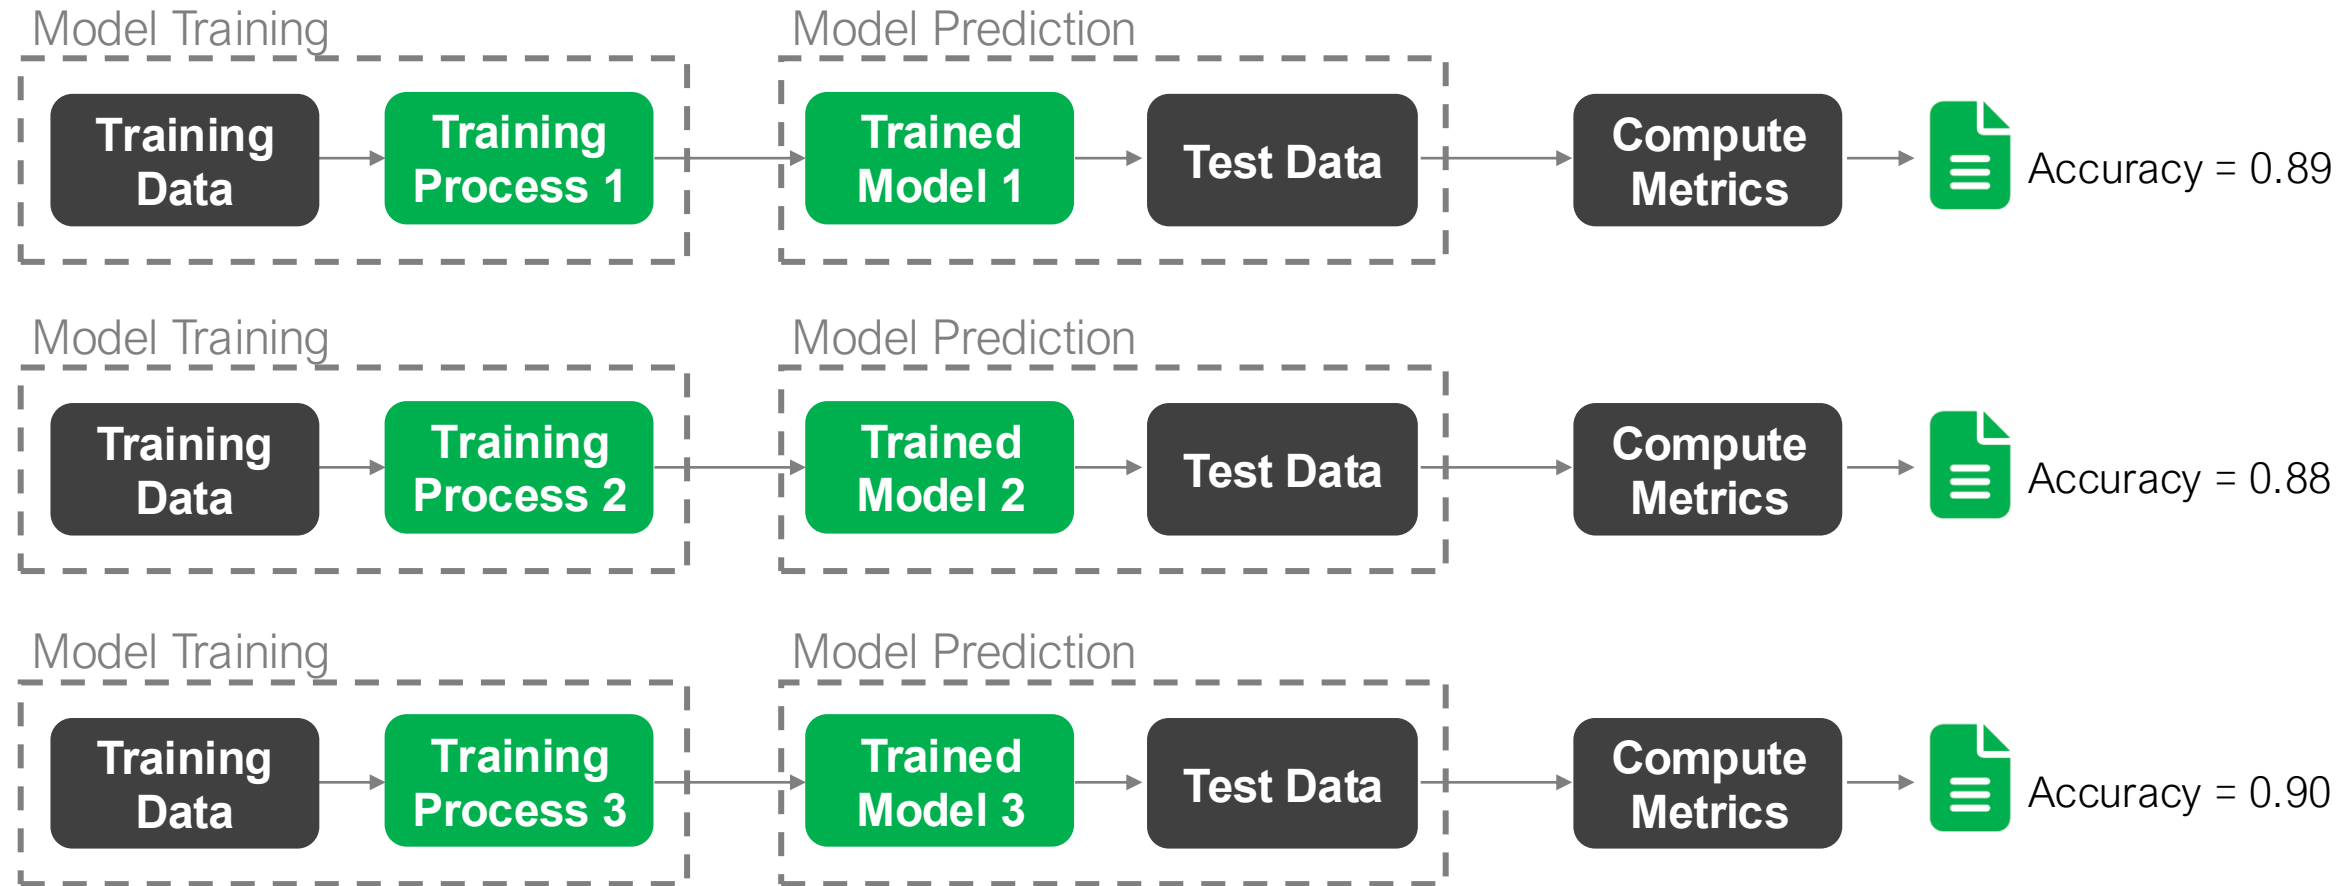 Model Training
Model Prediction
Training
Data
Training
Process 1
Trained
Model 1
Test Data
Compute
Metrics
Accuracy = 0.89
Model Training
Model Prediction
Training
Data
Training
Process 2
Trained
Model 2
Test Data
Compute
Metrics
Accuracy = 0.88
Model Training
Model Prediction
Training
Data
Training
Process 3
Trained
Model 3
Test Data
Compute
Metrics
Accuracy = 0.90